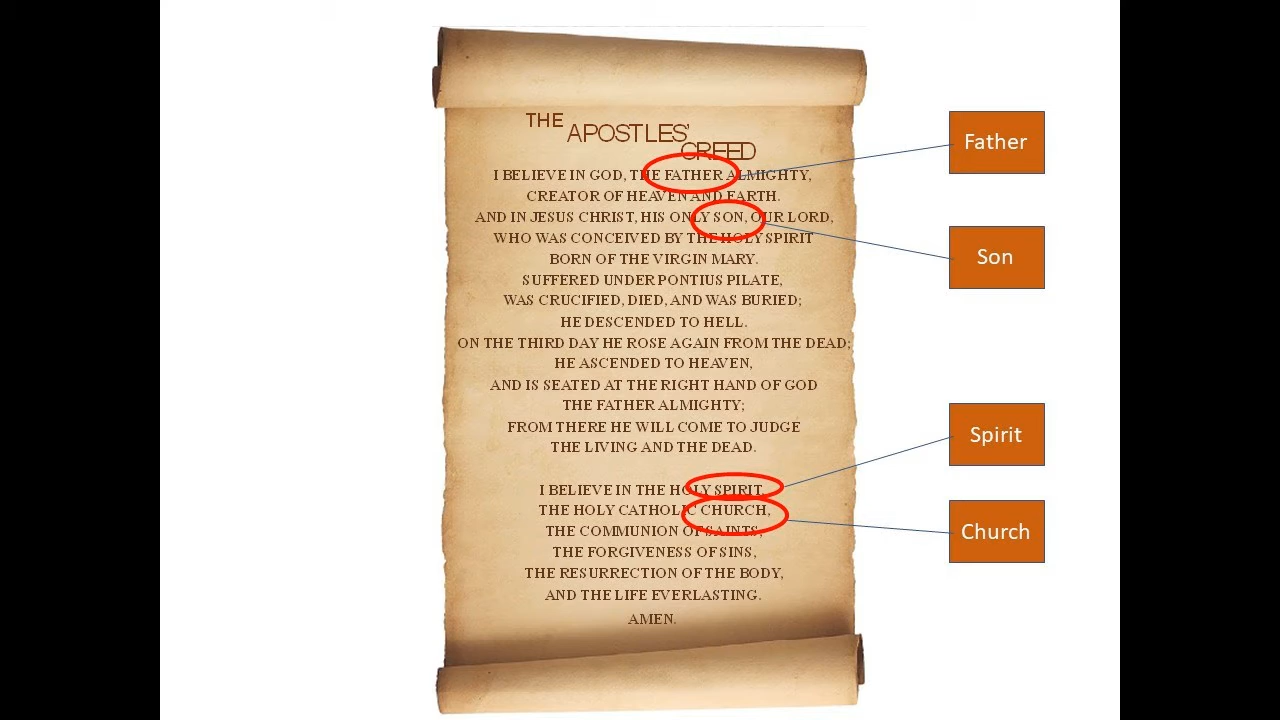 THE
APOSTLES'
CREED
I BELIEVE IN GOD, THE FATHER ALMIGHTY,
CREATOR OF HEAVEN AND EARTH.
AND IN JESUS CHRIST, HIS ONLY SON, OUR LORD,
WHO WAS CONCEIVED BY THE HOLY SPIRIT
BORN OF THE VIRGIN MARY.
SUFFERED UNDER PONTIUS PILATE,
WAS CRUCIFIED, DIED, AND WAS BURIED;
HE DESCENDED TO HELL.
ON THE THIRD DAY HE ROSE AGAIN FROM THE DEAD;
HE ASCENDED TO HEAVEN,
AND IS SEATED AT THE RIGHT HAND OF GOD
THE FATHER ALMIGHTY;
FROM THERE HE WILL COME TO JUDGE
THE LIVING AND THE DEAD.
I BELIEVE IN THE HOLY SPIRIT,
THE HOLY CATHOLIC CHURCH,
THE COMMUNION OF SAINTS,
THE FORGIVENESS OF SINS,
THE RESURRECTION OF THE BODY,
AND THE LIFE EVERLASTING.
AMEN.
Father
Son
Spirit
Church